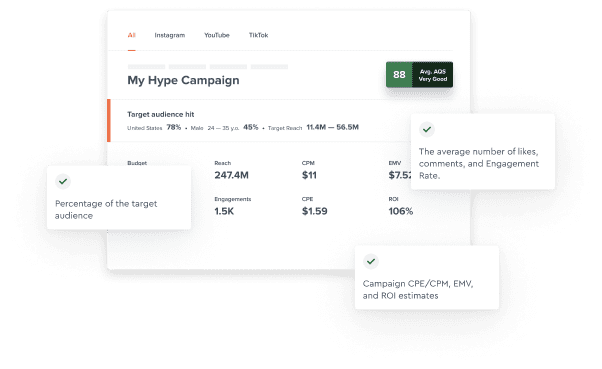 All Instagram YouTube TikTok
My Hype Campaign
88 Avg. AQS
Very Good
Target audience hit
United States 78% • Male 24 — 35 y.o. 45% • Target Reach 11.4M — 56.5M
Budget Reach CPM EMV
247.4M $11 $7.52
Engagements CPE ROI
1.5K $1.59 106%
The average number of likes,
comments, and Engagement
Rate.
Percentage of the target
audience
Campaign CPE/CPM, EMV,
and ROI estimates